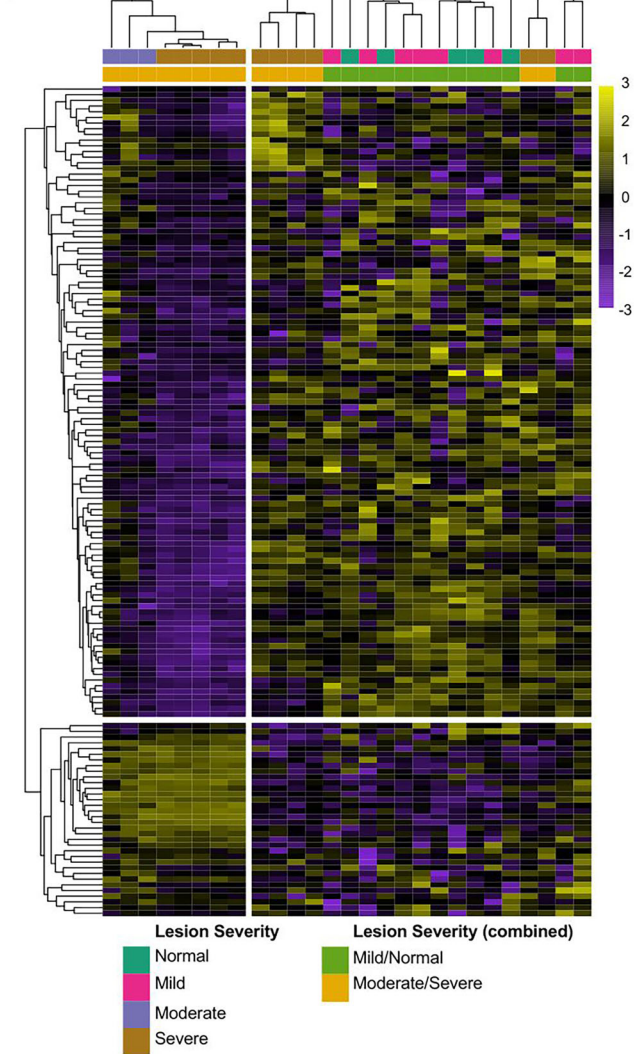 3
2
1
0
-1
-2
-3
Lesion Severity
Normal
Mild
Moderate
Severe
Lesion Severity (combined)
Mild/Normal
Moderate/Severe